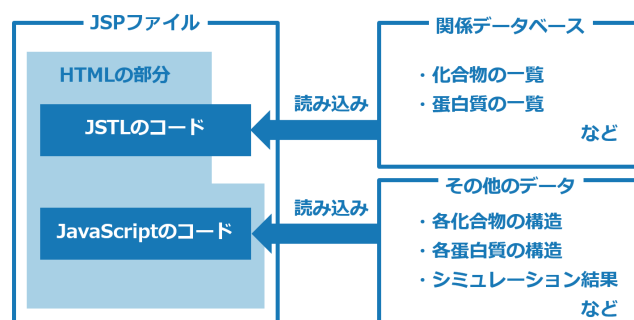 JSPファイル
HTMLの部分
JSTLのコード
JavaScriptのコード
読み込み
読み込み
関係データベース
・化合物の一覧
・蛋白質の一覧
など
その他のデータ
・各化合物の構造
・各蛋白質の構造
・シミュレーション結果
など